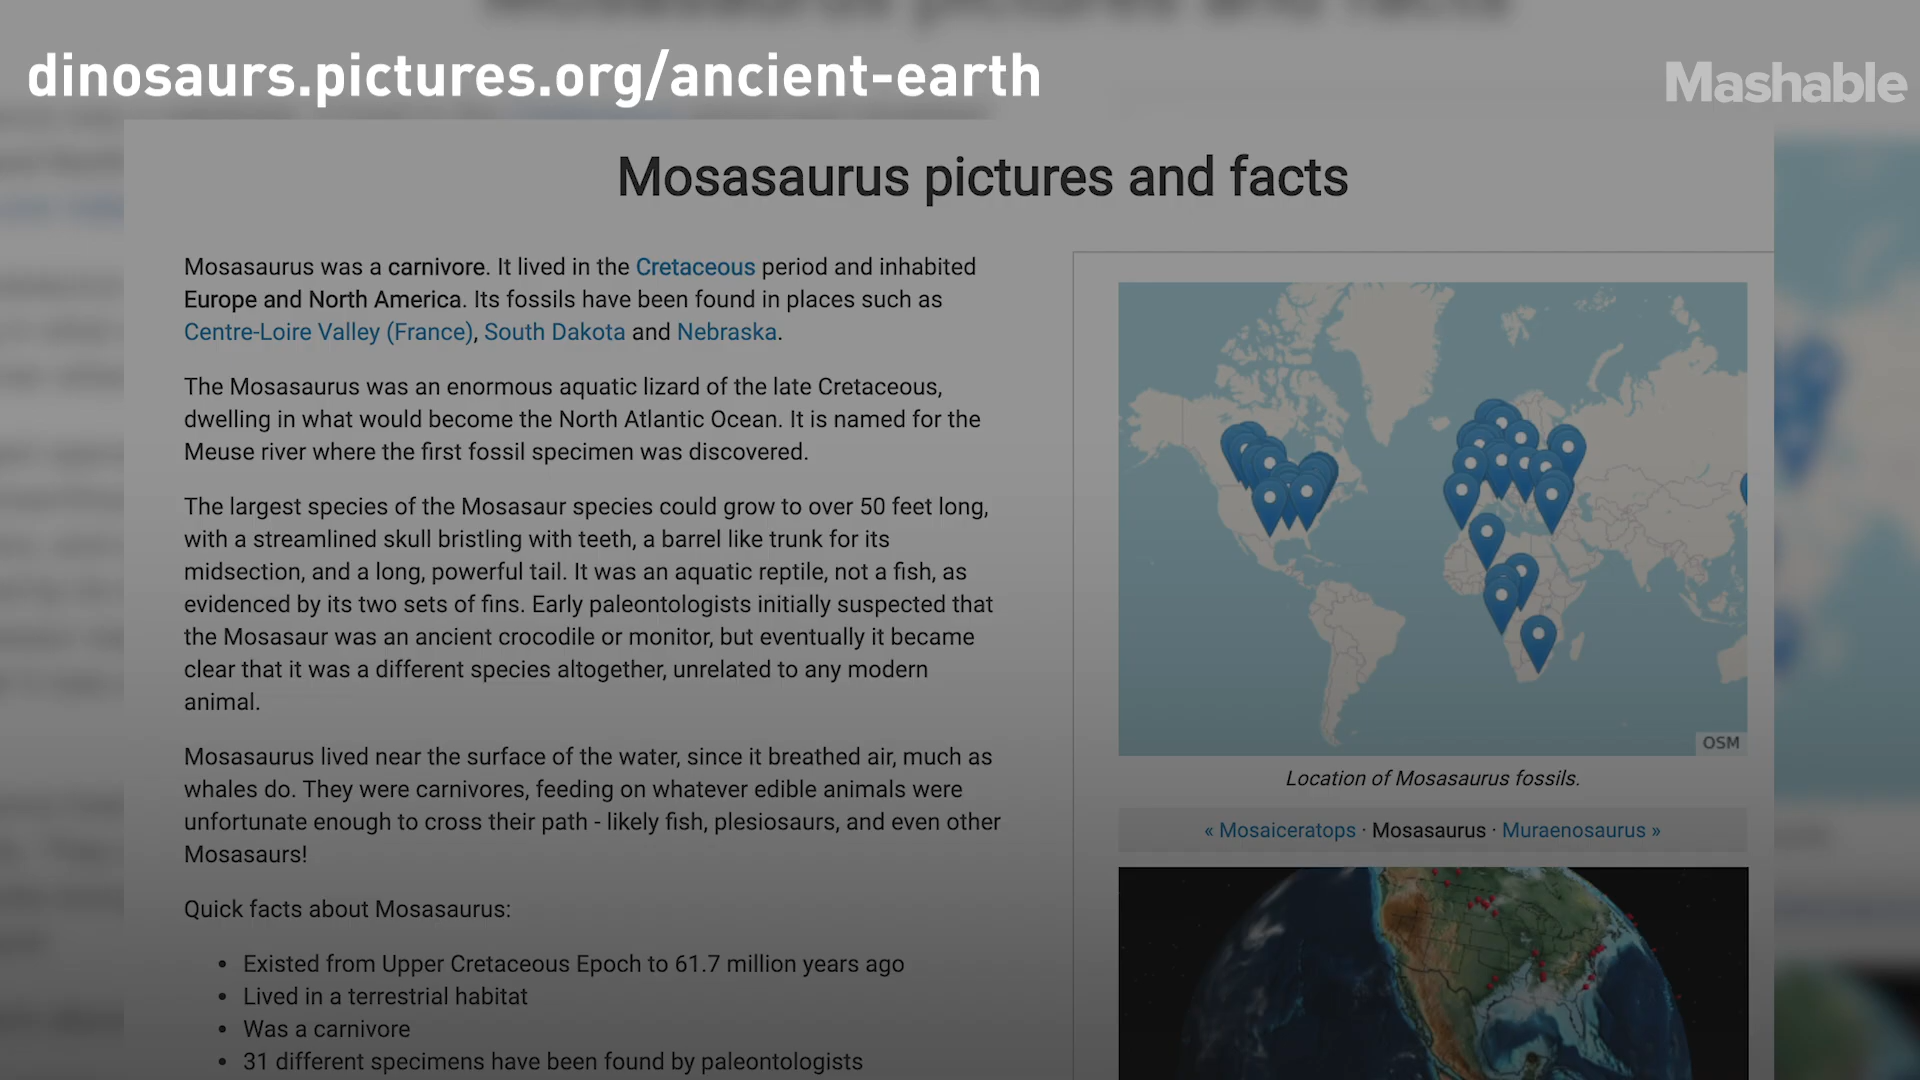 dinosaurs.pictures.org/ancient-earth
Mashable
Mosasaurus pictures and facts
Mosasaurus was a carnivore. It lived in the Cretaceous period and inhabited
Europe and North America. Its fossils have been found in places such as
Centre-Loire Valley (France), South Dakota and Nebraska.
The Mosasaurus was an enormous aquatic lizard of the late Cretaceous,
dwelling in what would become the North Atlantic Ocean. It is named for the
Meuse river where the first fossil specimen was discovered.
The largest species of the Mosasaur species could grow to over 50 feet long,
with a streamlined skull bristling with teeth, a barrel like trunk for its
midsection, and a long, powerful tail. It was an aquatic reptile, not a fish, as
evidenced by its two sets of fins. Early paleontologists initially suspected that
the Mosasaur was an ancient crocodile or monitor, but eventually it became
clear that it was a different species altogether, unrelated to any modern
animal.
Mosasaurus lived near the surface of the water, since it breathed air, much as
whales do. They were carnivores, feeding on whatever edible animals were
unfortunate enough to cross their path - likely fish, plesiosaurs, and even other
Mosasaurs!
Quick facts about Mosasaurus:
• Existed from Upper Cretaceous Epoch to 61.7 million years ago
• Lived in a terrestrial habitat
• Was a carnivore
• 31 different specimens have been found by paleontologists
OSM
Location of Mosasaurus fossils.
« Mosaiceratops · Mosasaurus · Muraenosaurus »